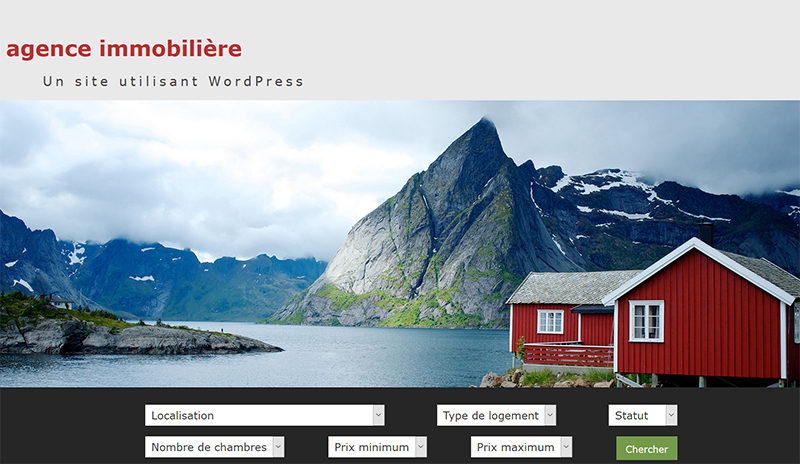 agence immobilière
Un site utilisant WordPress
Localisation
Type de logement
Statut
Nombre de chambres
Prix minimum
Prix maximum
Chercher